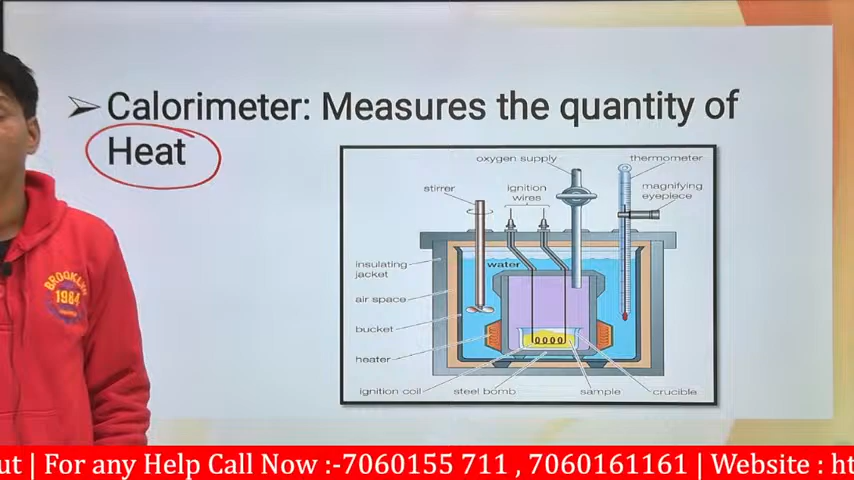 Calorimeter: Measures the quantity of
Heat
oxygen supply
thermometer
stirrer
ignition
wires
magnifying
eyepiece
water
insulating
jacket
air space
bucket
heater
ignition coil
steel bomb
sample
crucible
BROOKLYN
1984
ut | For any Help Call Now :-7060155 711 , 7060161161 | Website : ht